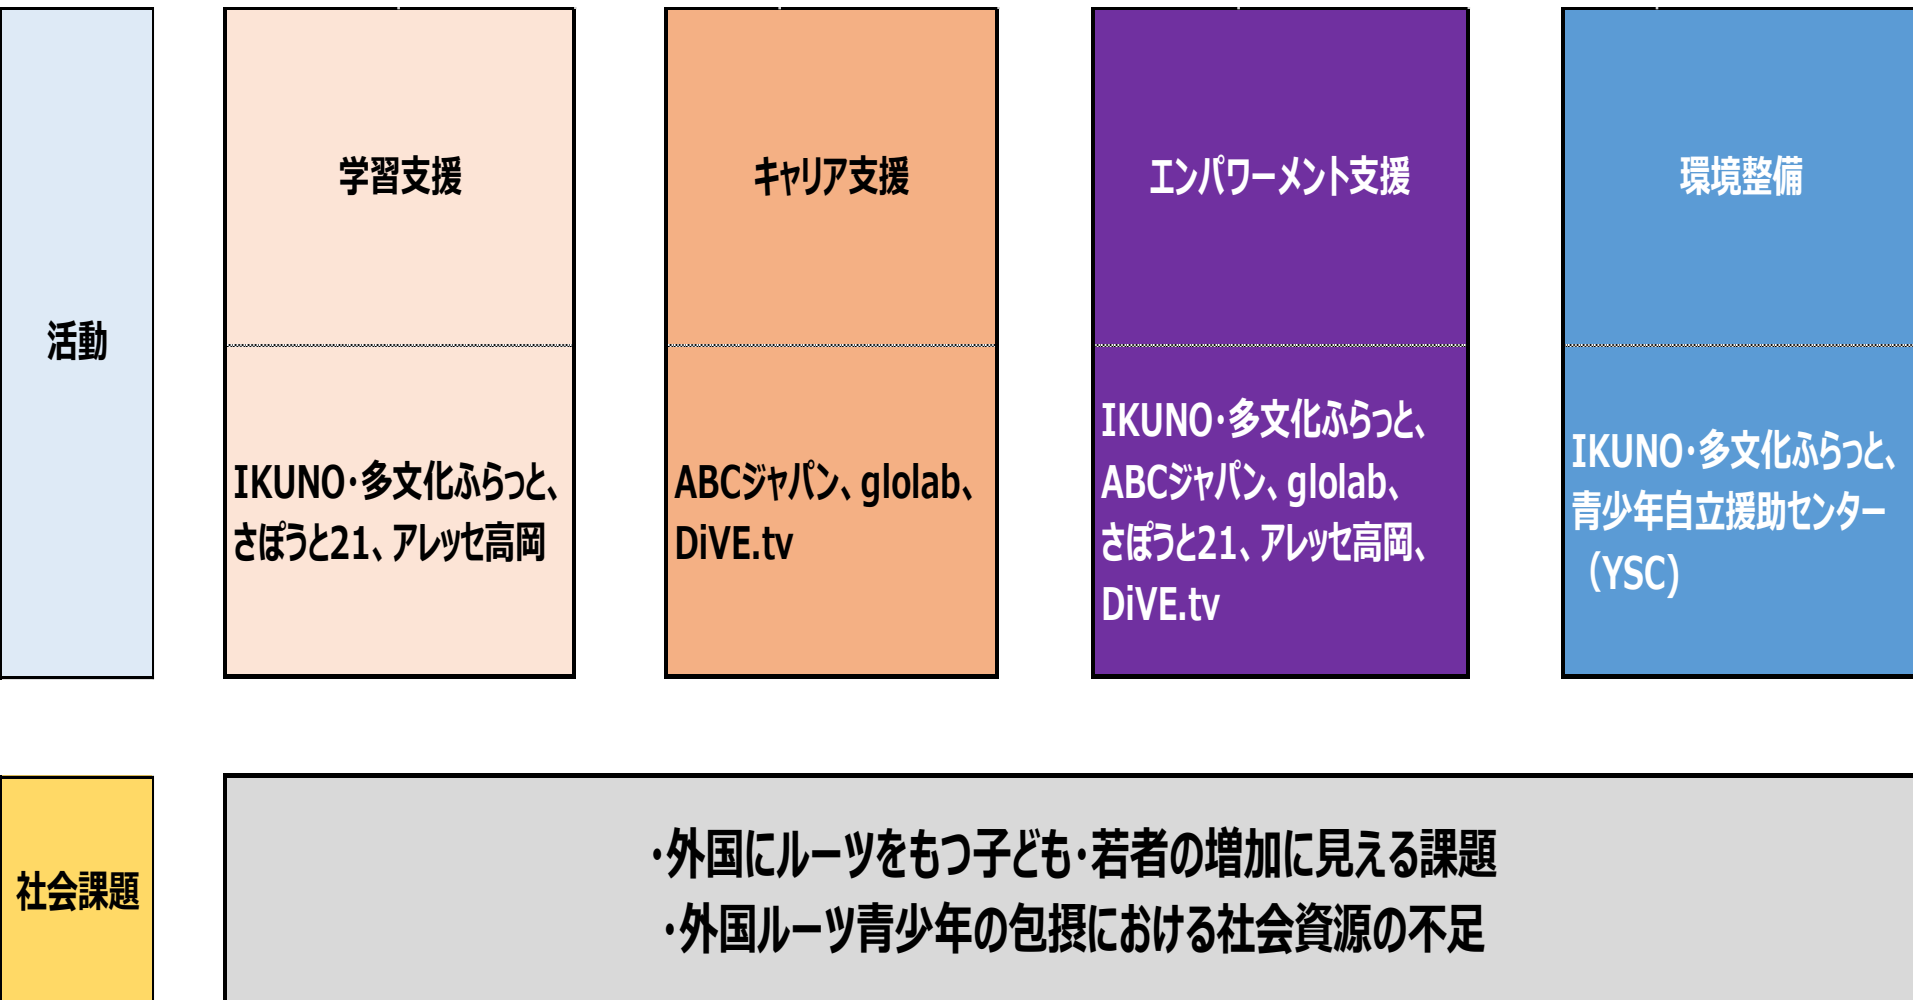 活動
学習支援
IKUNO・多文化ふらっと、
さぽうと21、アレッセ高岡
キャリア支援
ABCジャパン、glolab、
DiVE.tv
エンパワーメント支援
IKUNO・多文化ふらっと、
ABCジャパン、glolab、
さぽうと21、アレッセ高岡、
DiVE.tv
環境整備
IKUNO・多文化ふらっと、
青少年自立援助センター
（YSC）
社会課題
・外国にルーツをもつ子ども・若者の増加に見える課題
・外国ルーツ青少年の包摂における社会資源の不足